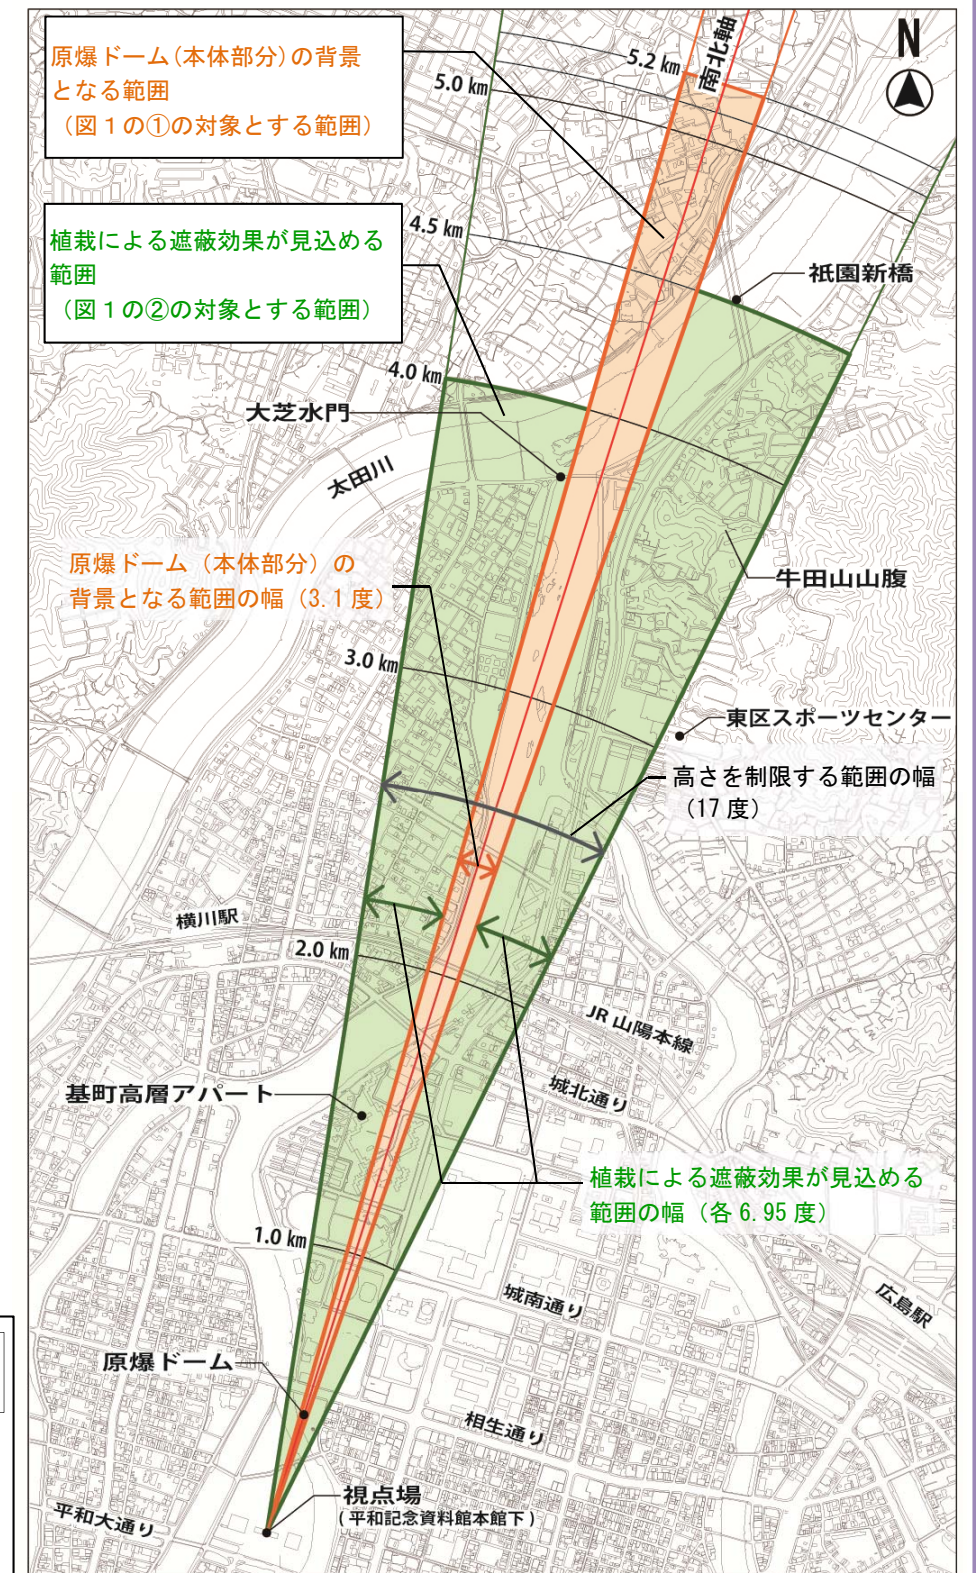 原爆ドーム(本体部分)の背景
となる範囲
（図１の①の対象とする範囲）
N
南北軸
5.2 km
5.0 km
植栽による遮蔽効果が見込める
範囲
（図１の②の対象とする範囲）
4.5 km
祇園新橋
4.0 km
大芝水門
太田川
原爆ドーム（本体部分）の
背景となる範囲の幅（3.1度）
牛田山山腹
3.0 km
東区スポーツセンター
高さを制限する範囲の幅
（17度）
横川駅
2.0 km
JR 山陽本線
城北通り
基町高層アパート
植栽による遮蔽効果が見込める
範囲の幅（各6.95度）
1.0 km
城南通り
広島駅
原爆ドーム
相生通り
視点場
(平和記念資料館本館下)
平和大通り